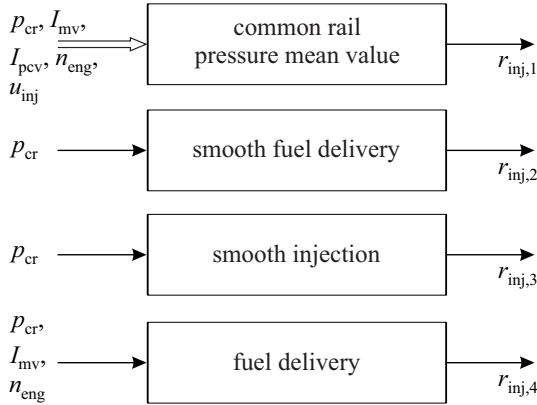 p_cr, I_mv,
I_pcv, n_eng,
u_inj
common rail
pressure mean value
r_inj,1
p_cr
smooth fuel delivery
r_inj,2
p_cr
smooth injection
r_inj,3
p_cr,
I_mv,
n_eng
fuel delivery
r_inj,4